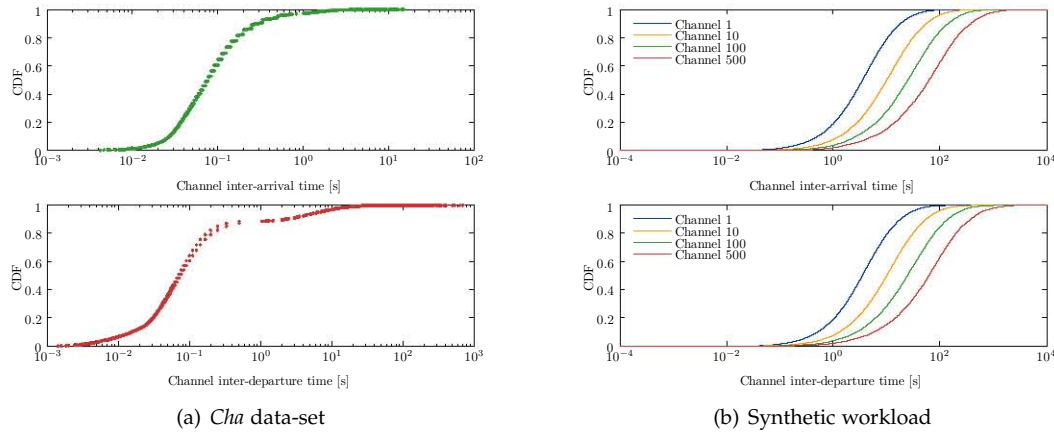 1
0.8
0.6
CDF
0.4
0.2
0
10−3 10−2 10−1 100 101 102
Channel inter-arrival time [s]
1
0.8
0.6
CDF
0.4
0.2
0
10−3 10−2 10−1 100 101 102 103
Channel inter-departure time [s]
(a) Cha data-set
1
0.8
0.6
CDF
0.4
0.2
0
Channel 1
Channel 10
Channel 100
Channel 500
10−4 10−2 100 102 104
Channel inter-arrival time [s]
1
0.8
0.6
CDF
0.4
0.2
0
Channel 1
Channel 10
Channel 100
Channel 500
10−4 10−2 100 102 104
Channel inter-departure time [s]
(b) Synthetic workload